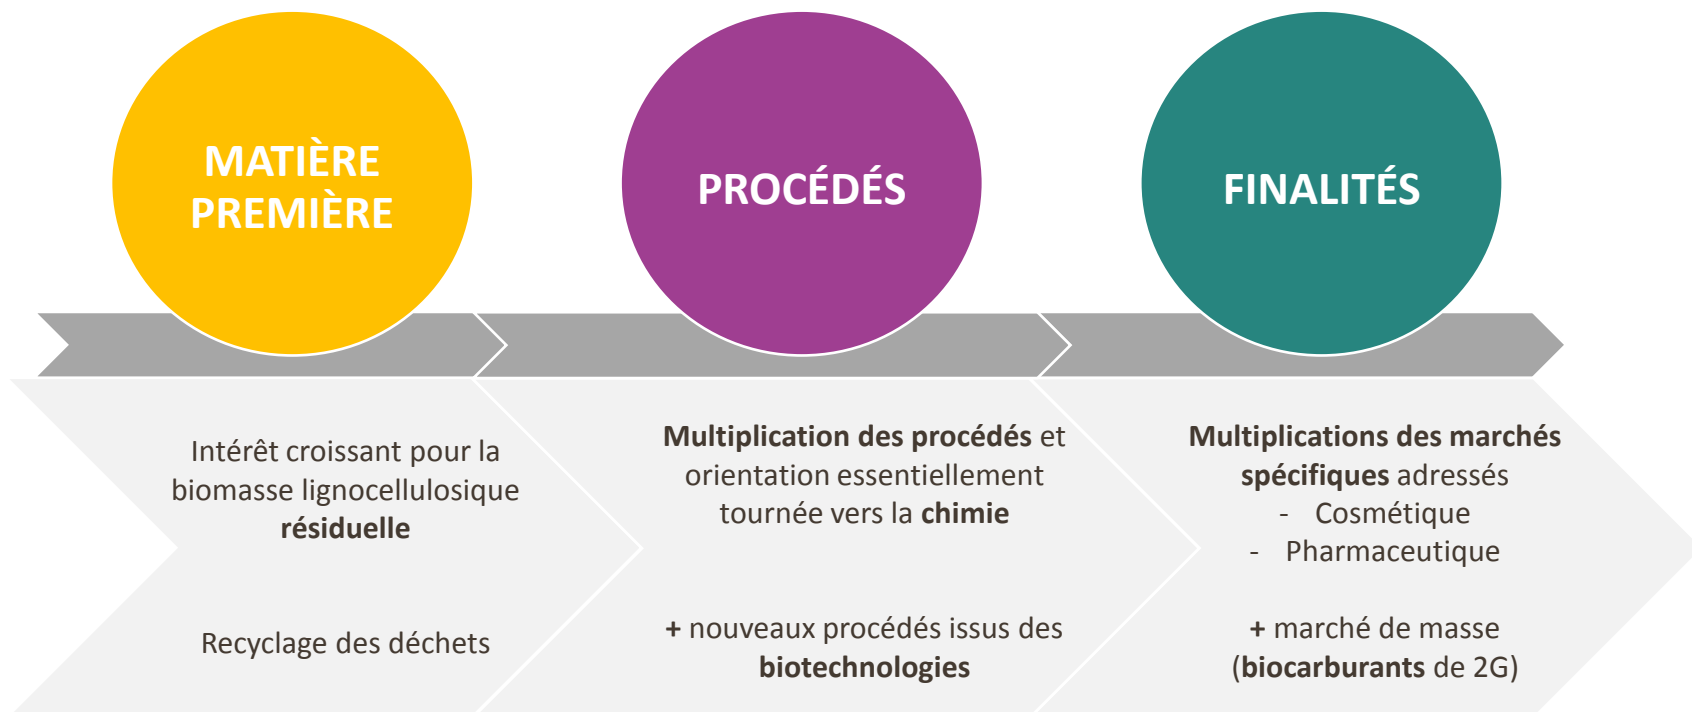 MATIÈRE
PREMIÈRE
PROCÉDÉS
FINALITÉS
Intérêt croissant pour la
biomasse lignocellulosique
résiduelle
Recyclage des déchets
Multiplication des procédés et
orientation essentiellement
tournée vers la chimie
+ nouveaux procédés issus des
biotechnologies
Multiplications des marchés
spécifiques adressés
- Cosmétique
- Pharmaceutique
+ marché de masse
(biocarburants de 2G)